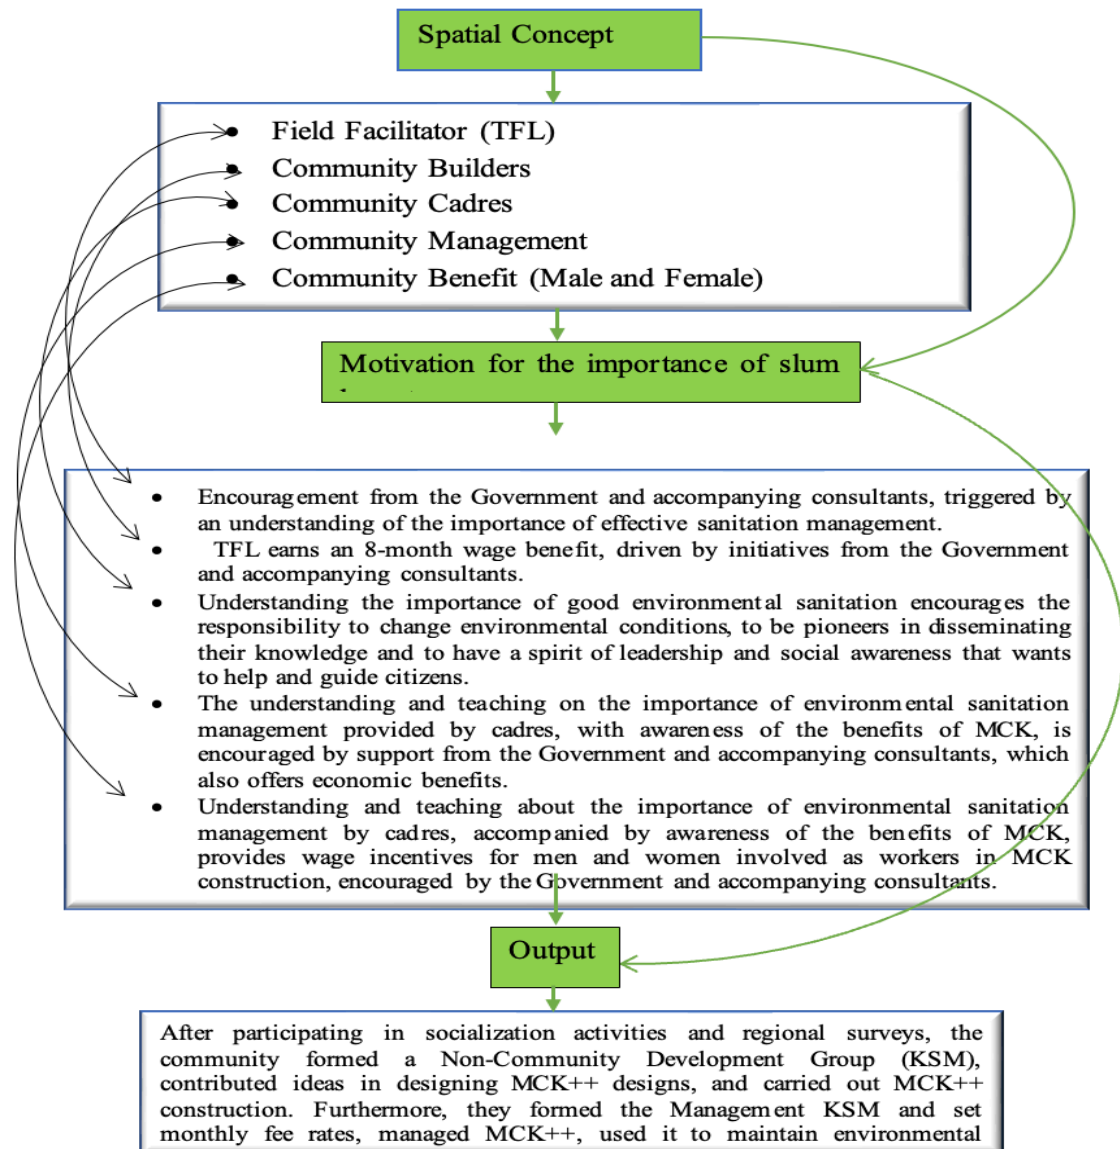 Spatial Concept
• Field Facilitator (TFL)
• Community Builders
• Community Cadres
• Community Management
• Community Benefit (Male and Female)
Motivation for the importance of slum
• Encouragement from the Government and accompanying consultants, triggered by
an understanding of the importance of effective sanitation management.
• TFL earns an 8-month wage benefit, driven by initiatives from the Government
and accompanying consultants.
• Understanding the importance of good environmental sanitation encourages the
responsibility to change environmental conditions, to be pioneers in disseminating
their knowledge and to have a spirit of leadership and social awareness that wants
to help and guide citizens.
• The understanding and teaching on the importance of environmental sanitation
management provided by cadres, with awareness of the benefits of MCK, is
encouraged by support from the Government and accompanying consultants, which
also offers economic benefits.
• Understanding and teaching about the importance of environmental sanitation
management by cadres, accompanied by awareness of the benefits of MCK,
provides wage incentives for men and women involved as workers in MCK
construction, encouraged by the Government and accompanying consultants.
Output
After participating in socialization activities and regional surveys, the
community formed a Non-Community Development Group (KSM),
contributed ideas in designing MCK++ designs, and carried out MCK++
construction. Furthermore, they formed the Management KSM and set
monthly fee rates, managed MCK++, used it to maintain environmental